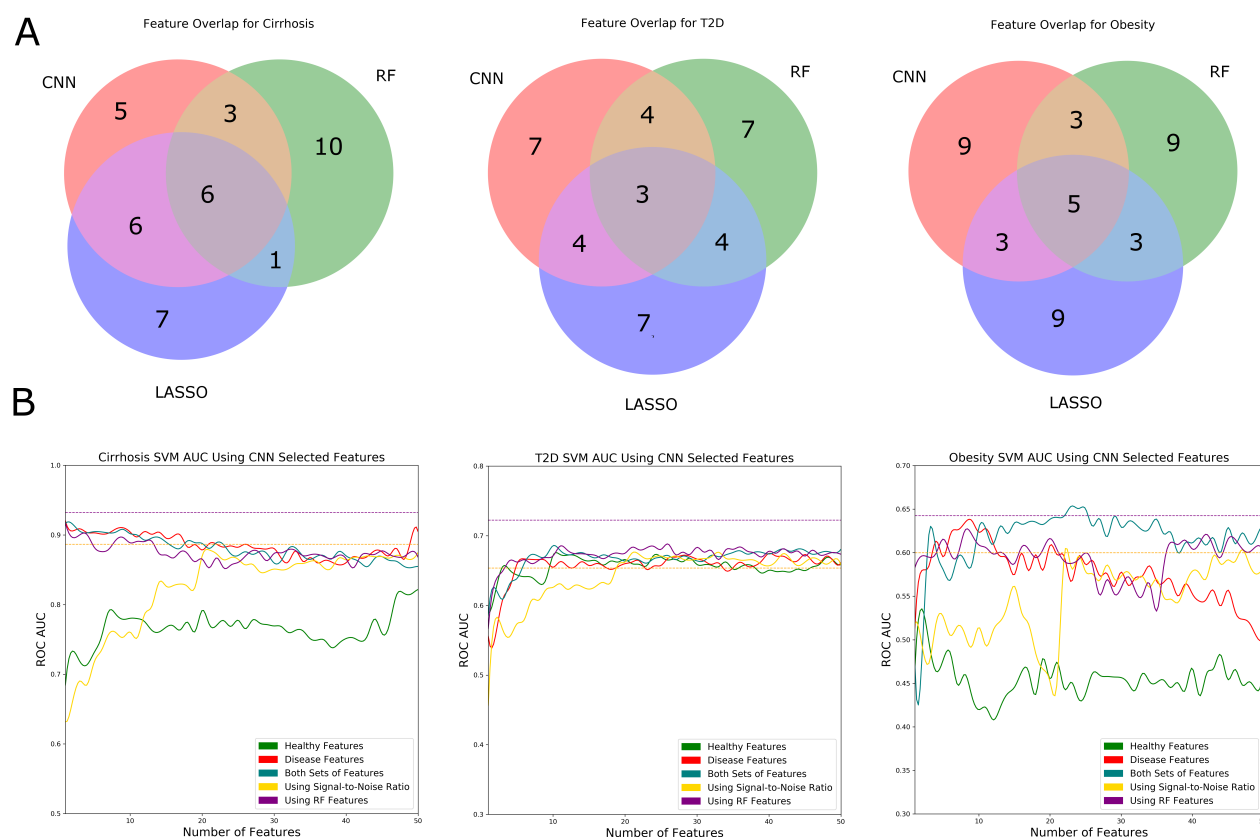 A
Feature Overlap for Cirrhosis
CNN
RF
5
3
10
6
6
1
7
LASSO
Feature Overlap for T2D
CNN
RF
7
4
7
3
4
4
7
LASSO
Feature Overlap for Obesity
CNN
RF
9
3
9
5
3
3
9
LASSO
B
Cirrhosis SVM AUC Using CNN Selected Features
1.0
0.9
0.8
0.7
0.6
0.5
ROC AUC
10
20
30
40
50
Number of Features
Healthy Features
Disease Features
Both Sets of Features
Using Signal-to-Noise Ratio
Using RF Features
T2D SVM AUC Using CNN Selected Features
0.8
0.7
0.6
0.5
0.4
0.3
ROC AUC
10
20
30
40
50
Number of Features
Healthy Features
Disease Features
Both Sets of Features
Using Signal-to-Noise Ratio
Using RF Features
Obesity SVM AUC Using CNN Selected Features
0.70
0.65
0.60
0.55
0.50
0.45
0.40
0.35
0.30
ROC AUC
10
20
30
40
Number of Features
Healthy Features
Disease Features
Both Sets of Features
Using Signal-to-Noise Ratio
Using RF Features